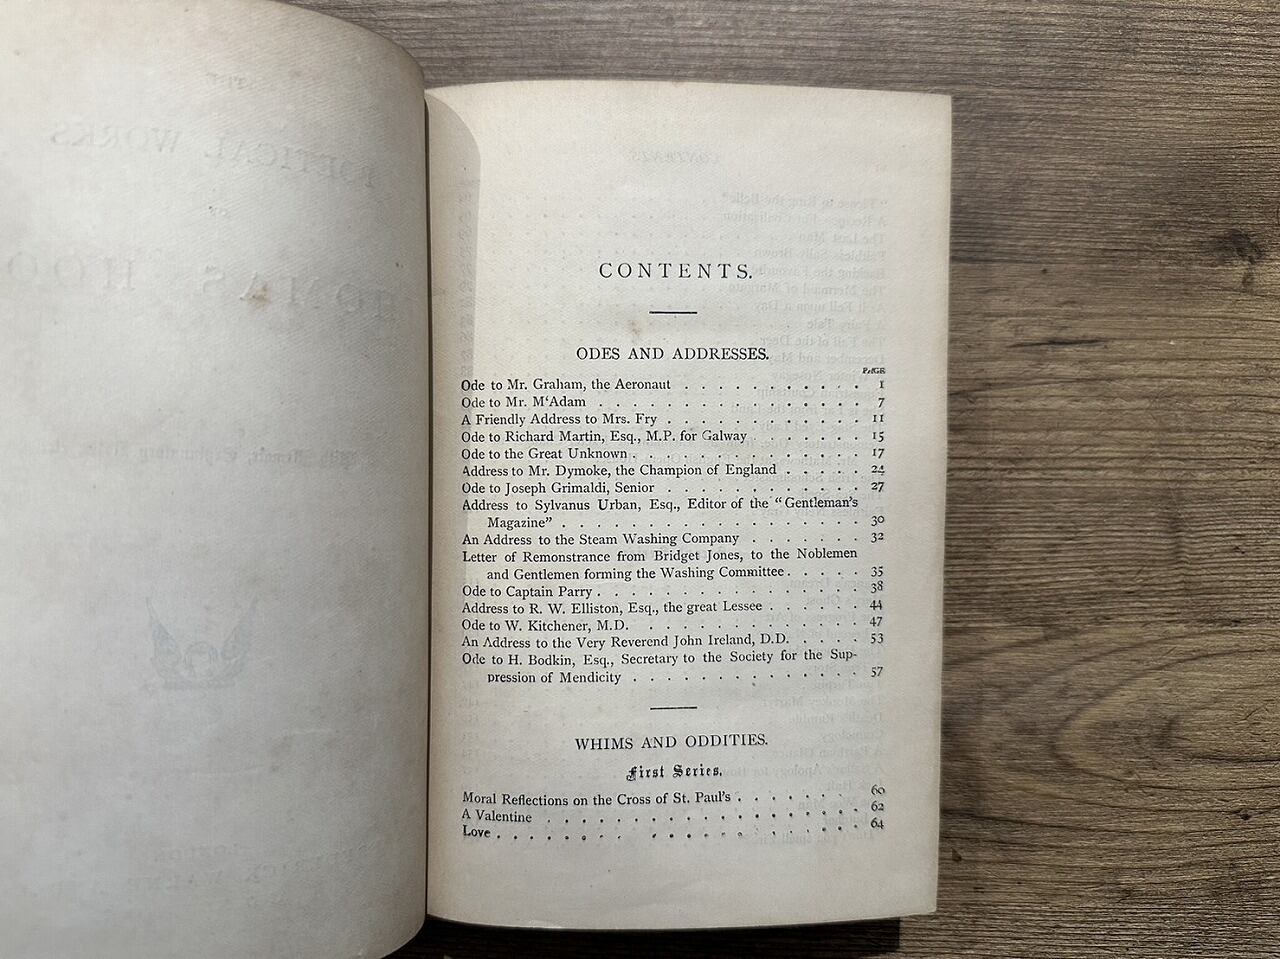 CONTENTS.
ODES AND ADDRESSES.
PAGE
Ode to Mr. Graham, the Aeronaut . . . . . . . . . . 1
Ode to Mr. M‘Adam . . . . . . . . . . . . . . 7
A Friendly Address to Mrs. Fry . . . . . . . . . . . 11
Ode to Richard Martin, Esq., M.P. for Galway . . . . . . 15
Ode to the Great Unknown . . . . . . . . . . . . 17
Address to Mr. Dymoke, the Champion of England . . . . . 24
Ode to Joseph Grimaldi, Senior . . . . . . . . . . . 27
Address to Sylvanus Urban, Esq., Editor of the “Gentleman's
Magazine” . . . . . . . . . . . . . . . . 30
An Address to the Steam Washing Company . . . . . . . 32
Letter of Remonstrance from Bridget Jones, to the Noblemen
and Gentlemen forming the Washing Committee . . . . . 35
Ode to Captain Parry . . . . . . . . . . . . . . 38
Address to R. W. Elliston, Esq., the great Lessee . . . . . . 44
Ode to W. Kitchener, M.D. . . . . . . . . . . . . 47
An Address to the Very Reverend John Ireland, D.D. . . . . 53
Ode to H. Bodkin, Esq., Secretary to the Society for the Sup-
pression of Mendicity . . . . . . . . . . . . . 57
WHIMS AND ODDITIES.
First Series.
Moral Reflections on the Cross of St. Paul's . . . . . . . . 60
A Valentine . . . . . . . . . . . . . . . . 62
Love . . . . . . . . . . . . . . . . . . 64